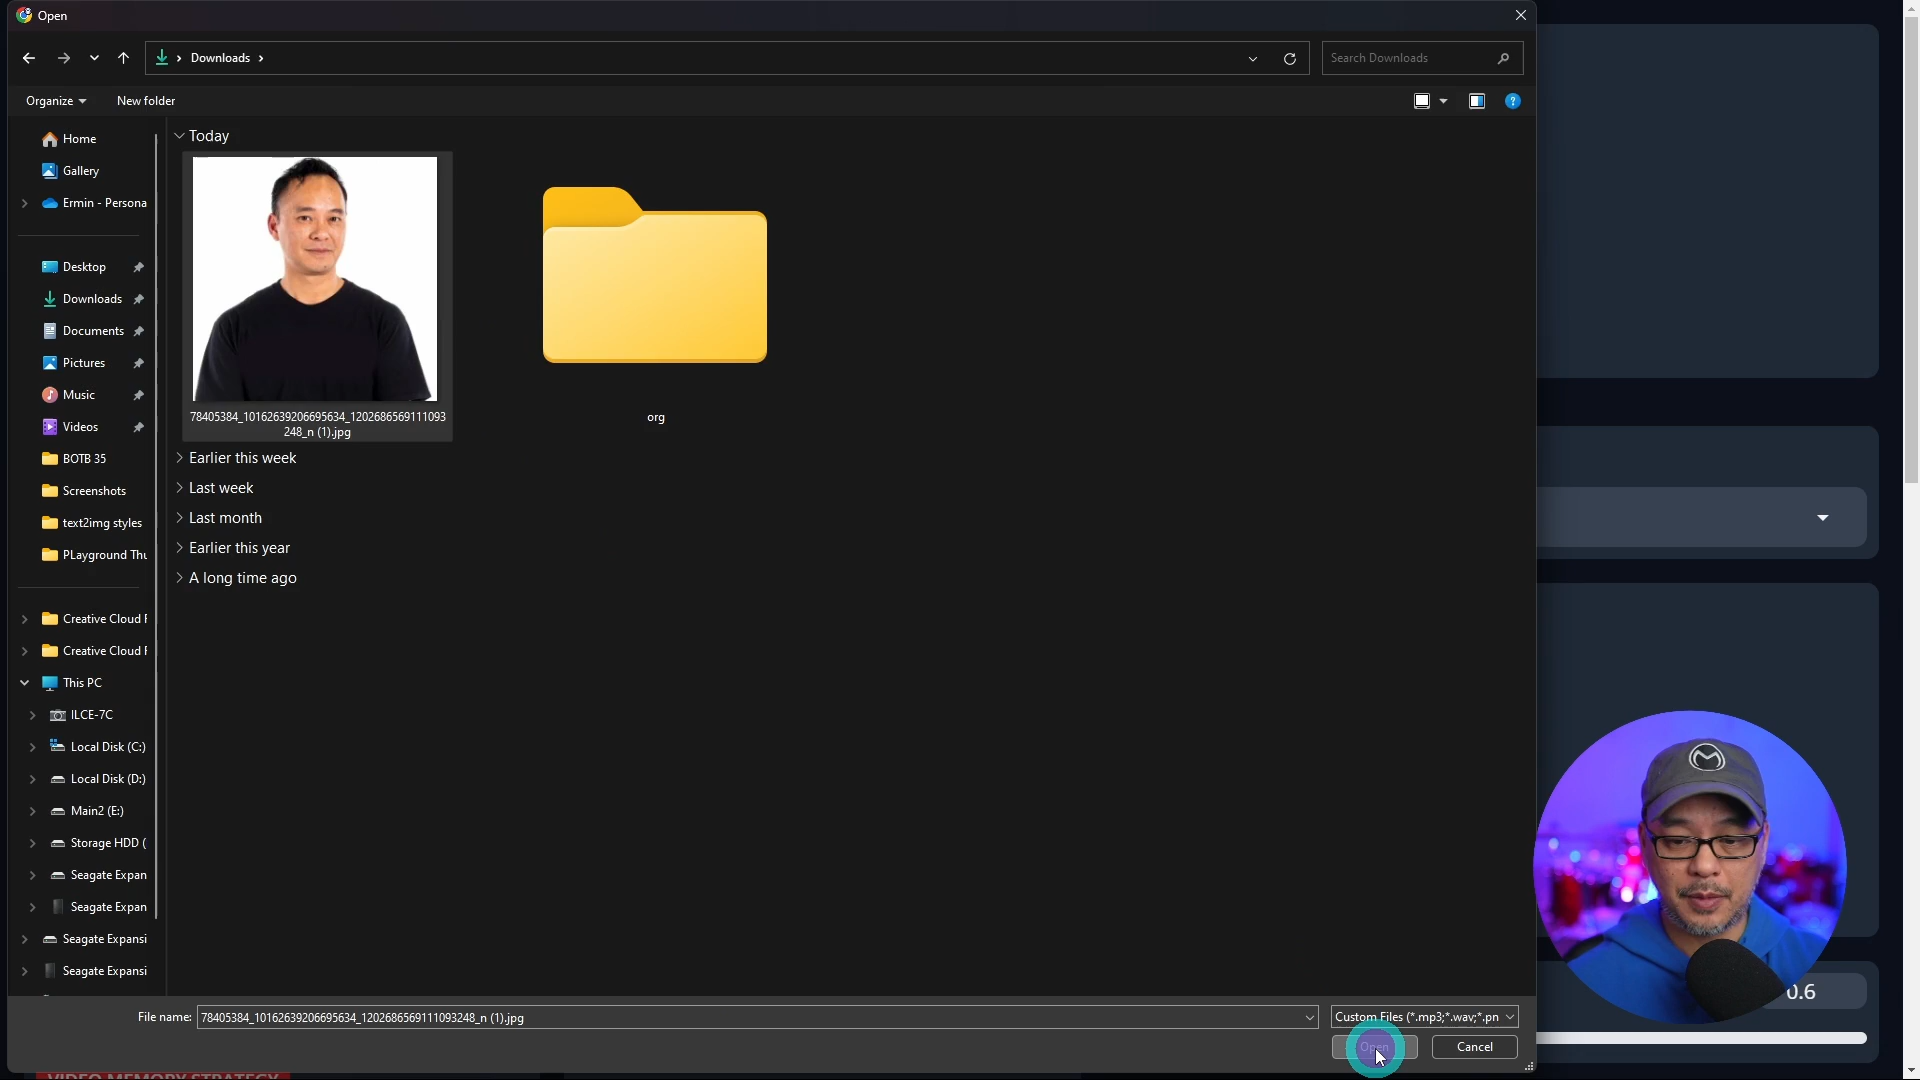 Open
Downloads
Search Downloads
Organize
New folder
Home
Gallery
Ermin - Persona
Desktop
Downloads
Documents
Pictures
Music
Videos
BOTB 35
Screenshots
text2img styles
PLayground Thu
Creative Cloud F
Creative Cloud F
This PC
ILCE-7C
Local Disk (C:)
Local Disk (D:)
Main2 (E:)
Storage HDD (
Seagate Expan
Seagate Expan
Seagate Expansi
Seagate Expansi
Today
78405384_10162639206695634_1202686569111093
248_n (1).jpg
org
Earlier this week
Last week
Last month
Earlier this year
A long time ago
0.6
File name:
78405384_10162639206695634_1202686569111093248_n (1).jpg
Custom Files (*.mp3;*.wav;*.pn
Open
Cancel
VIDEO MEMORY STRATEGY